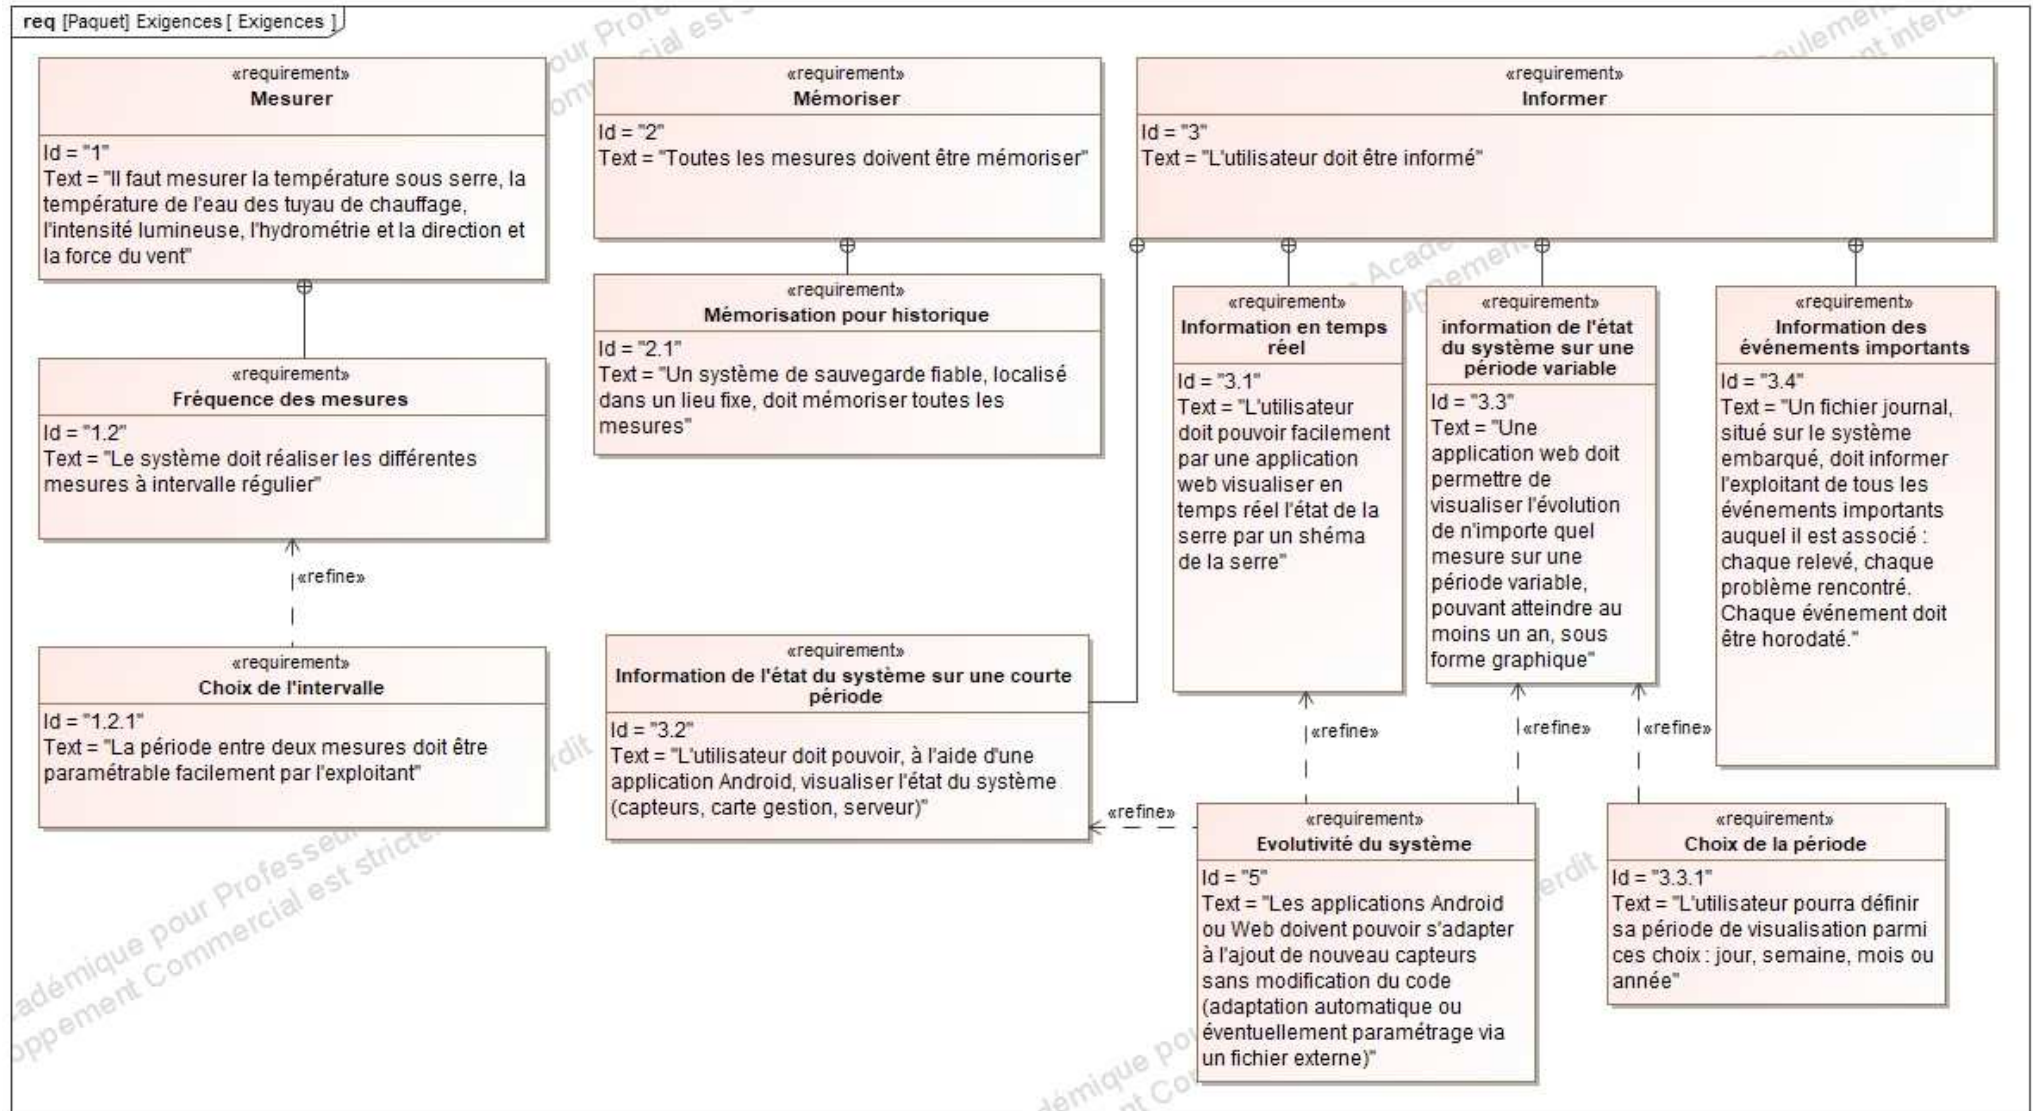 req [Paquet] Exigences [ Exigences ]
«requirement»
Mesurer
Id = "1"
Text = "Il faut mesurer la température sous serre, la
température de l'eau des tuyau de chauffage,
l'intensité lumineuse, l'hydrométrie et la direction et
la force du vent"
«requirement»
Mémoriser
Id = "2"
Text = "Toutes les mesures doivent être mémoriser"
«requirement»
Informer
Id = "3"
Text = "L'utilisateur doit être informé"
«requirement»
Fréquence des mesures
Id = "1.2"
Text = "Le système doit réaliser les différentes
mesures à intervalle régulier"
«requirement»
Mémorisation pour historique
Id = "2.1"
Text = "Un système de sauvegarde fiable, localisé
dans un lieu fixe, doit mémoriser toutes les
mesures"
«requirement»
Information en temps
réel
Id = "3.1"
Text = "L'utilisateur
doit pouvoir facilement
par une application
web visualiser en
temps réel l'état de la
serre par un shéma
de la serre"
«requirement»
information de l'état
du système sur une
période variable
Id = "3.3"
Text = "Une
application web doit
permettre de
visualiser l'évolution
de n'importe quel
mesure sur une
période variable,
pouvant atteindre au
moins un an, sous
forme graphique"
«requirement»
Information des
événements importants
Id = "3.4"
Text = "Un fichier journal,
situé sur le système
embarqué, doit informer
l'exploitant de tous les
événements importants
auquel il est associé :
chaque relevé, chaque
problème rencontré.
Chaque événement doit
être horodaté."
«refine»
«requirement»
Choix de l'intervalle
Id = "1.2.1"
Text = "La période entre deux mesures doit être
paramétrable facilement par l'exploitant"
«requirement»
Information de l'état du système sur une courte
période
Id = "3.2"
Text = "L'utilisateur doit pouvoir, à l'aide d'une
application Android, visualiser l'état du système
(capteurs, carte gestion, serveur)"
«refine»
«refine»
«refine»
«refine»
«requirement»
Evolutivité du système
Id = "5"
Text = "Les applications Android
ou Web doivent pouvoir s'adapter
à l'ajout de nouveau capteurs
sans modification du code
(adaptation automatique ou
éventuellement paramétrage via
un fichier externe)"
«requirement»
Choix de la période
Id = "3.3.1"
Text = "L'utilisateur pourra définir
sa période de visualisation parmi
ces choix : jour, semaine, mois ou
année"